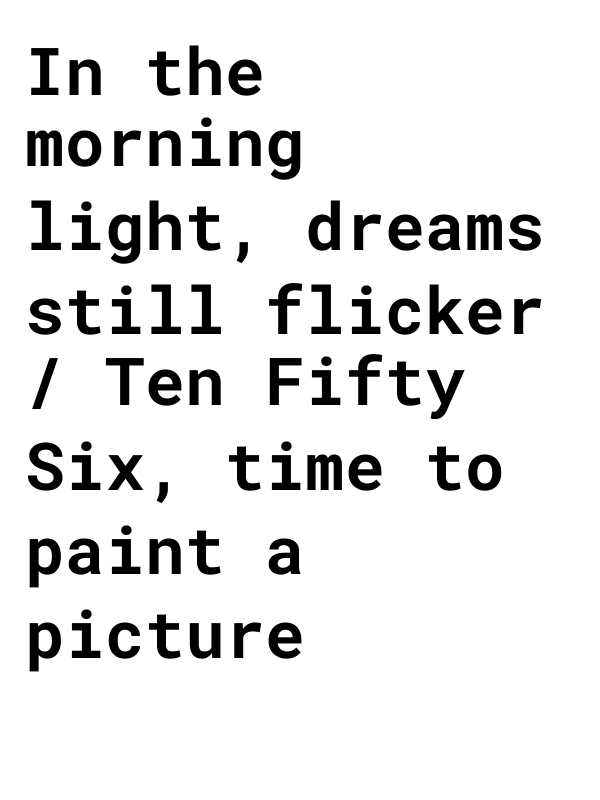 In the
morning
light, dreams
still flicker
/ Ten Fifty
Six, time to
paint a
picture